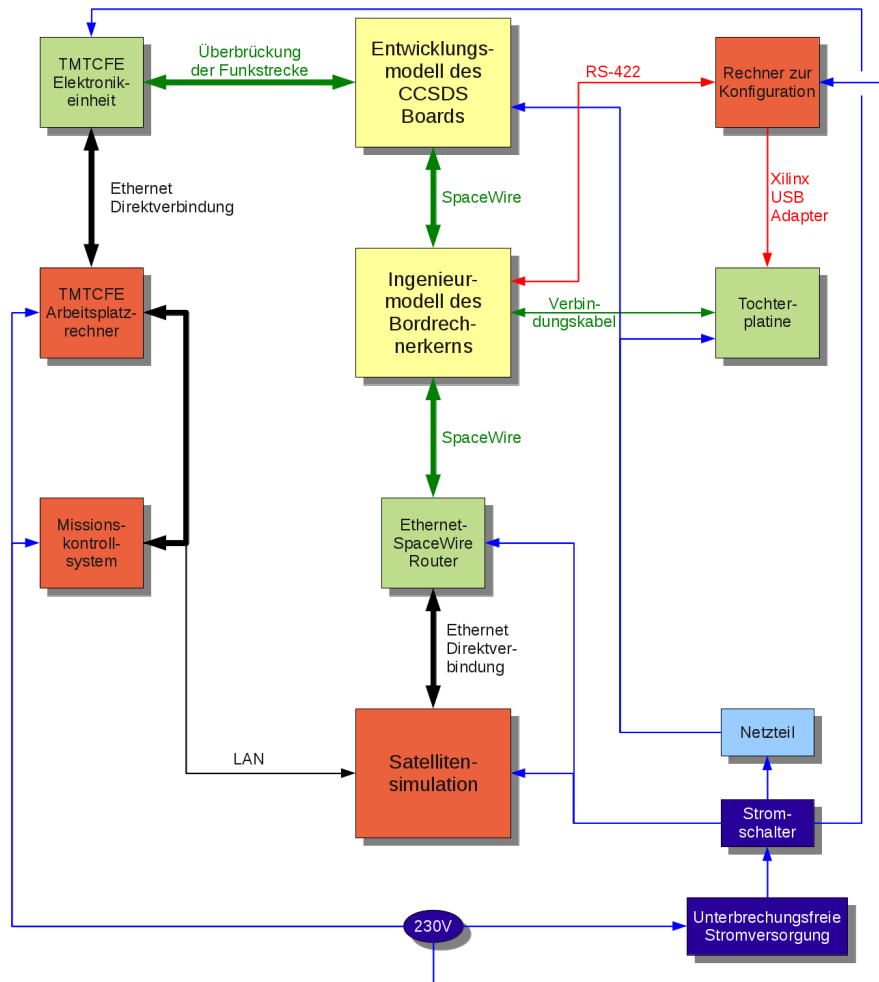 TMTCFE
Elektronik-
einheit
Überbrückung
der Funkstrecke
Entwicklungs-
modell des
CCSDS
Boards
RS-422
Rechner zur
Konfiguration
Ethernet
Direktverbindung
SpaceWire
Xilinx
USB
Adapter
TMTCFE
Arbeitsplatz-
rechner
Ingenieur-
modell des
Bordrech-
nerkerns
Verbin-
dungskabel
Tochter-
platine
SpaceWire
Missions-
kontroll-
system
Ethernet-
SpaceWire
Router
Ethernet
Direktver-
bindung
LAN
Satelliten-
simulation
Netzteil
Strom-
schalter
230V
Unterbrechungsfreie
Stromversorgung